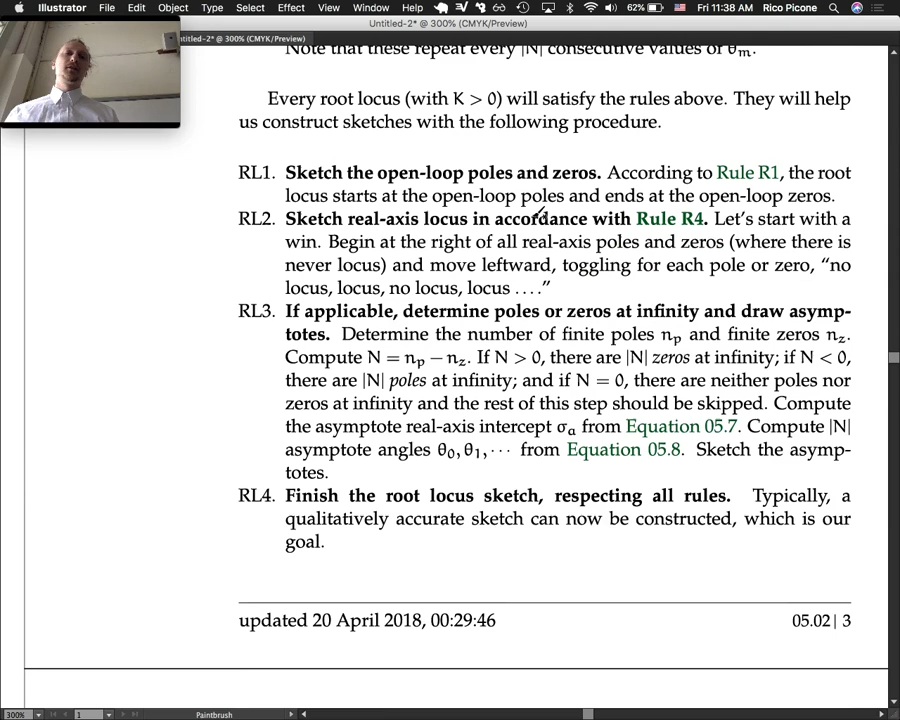 Illustrator File Edit Object Type Select Effect View Window Help 62% Fri 11:38 AM Rico Picone
Untitled-2* @ 300% (CMYK/Preview)
ntitled-2* @ 300% (CMYK/Preview)
Note that these repeat every |N| consecutive values of θm.
Every root locus (with K > 0) will satisfy the rules above. They will help
us construct sketches with the following procedure.
RL1. Sketch the open-loop poles and zeros. According to Rule R1, the root
locus starts at the open-loop poles and ends at the open-loop zeros.
RL2. Sketch real-axis locus in accordance with Rule R4. Let's start with a
win. Begin at the right of all real-axis poles and zeros (where there is
never locus) and move leftward, toggling for each pole or zero, “no
locus, locus, no locus, locus ....”
RL3. If applicable, determine poles or zeros at infinity and draw asymp-
totes. Determine the number of finite poles np and finite zeros nz.
Compute N = np − nz. If N > 0, there are |N| zeros at infinity; if N < 0,
there are |N| poles at infinity; and if N = 0, there are neither poles nor
zeros at infinity and the rest of this step should be skipped. Compute
the asymptote real-axis intercept σa from Equation 05.7. Compute |N|
asymptote angles θ0, θ1, ··· from Equation 05.8. Sketch the asymp-
totes.
RL4. Finish the root locus sketch, respecting all rules. Typically, a
qualitatively accurate sketch can now be constructed, which is our
goal.
updated 20 April 2018, 00:29:46 05.02 | 3
300% 1 Paintbrush